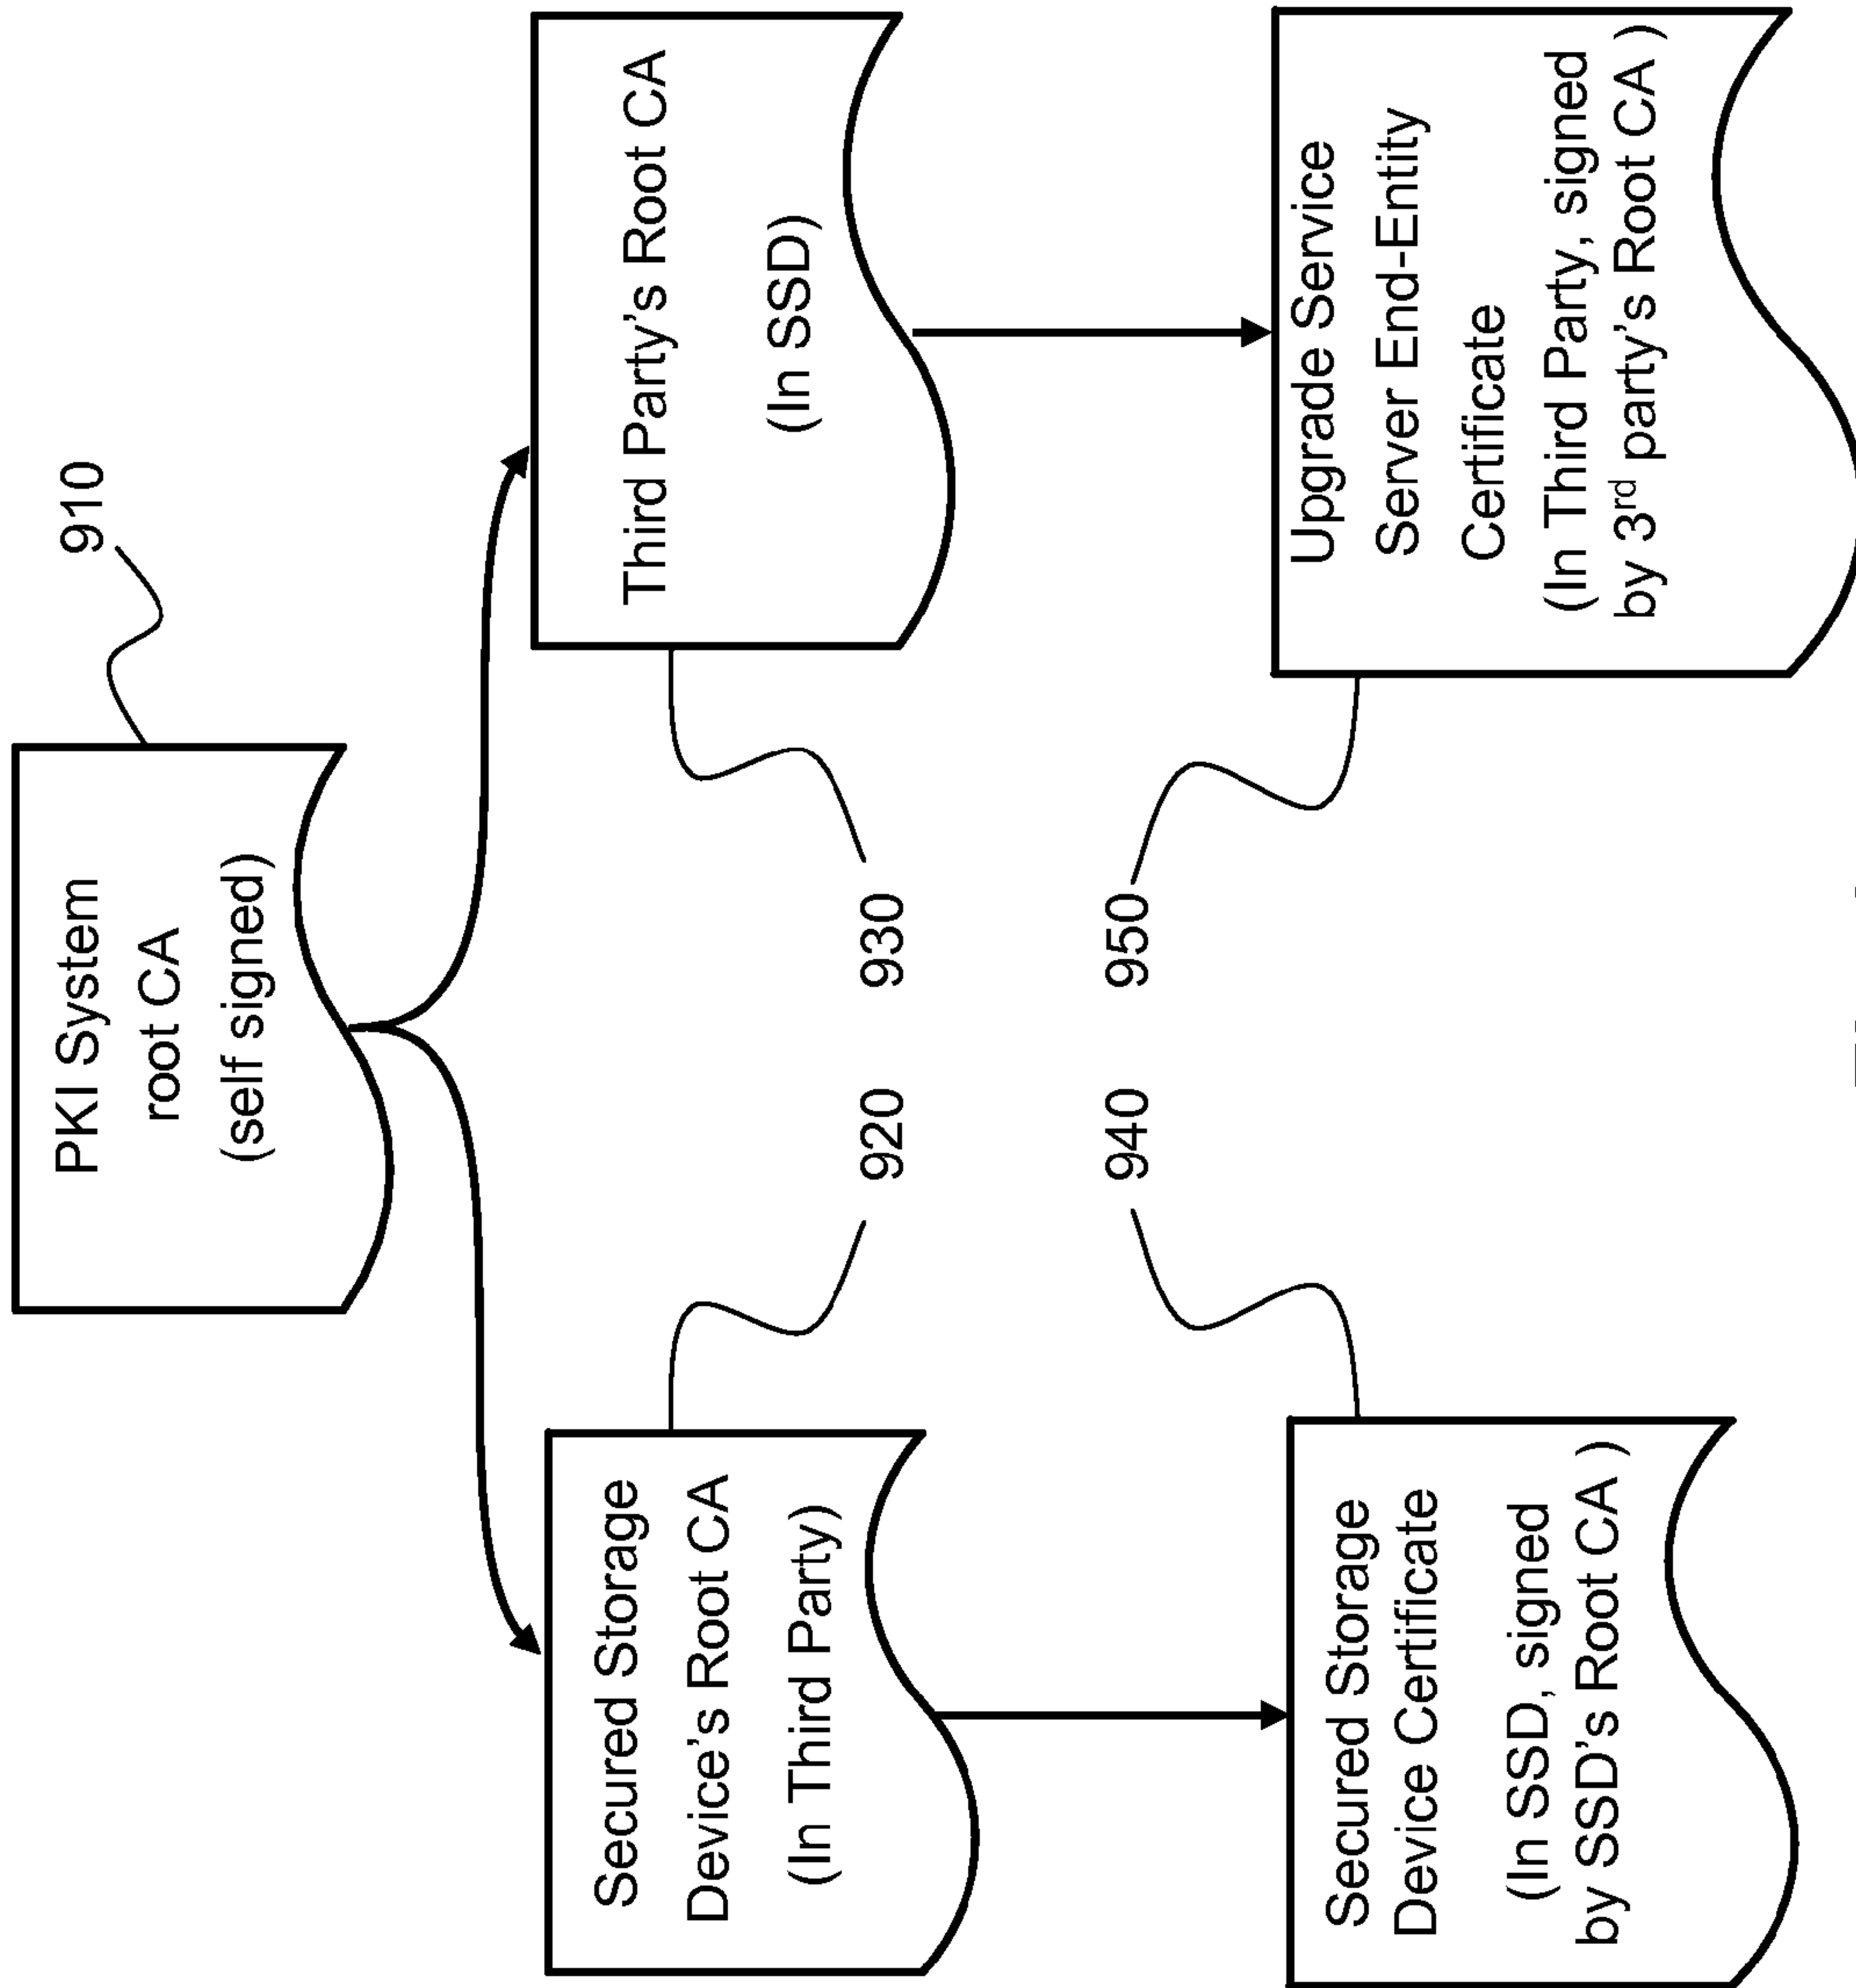 910
PKI System
root CA
(self signed)
Secured Storage
Device's Root CA
(In Third Party)
920
930
Third Party's Root CA
(In SSD)
Secured Storage
Device Certificate
(In SSD, signed
by SSD's Root CA )
940
950
Upgrade Service
Server End-Entity
Certificate
(In Third Party, signed
by 3rd party's Root CA )